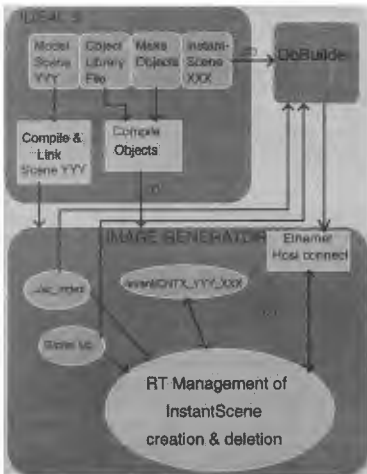 Model
Scene
YYY
Object
Library
File
Make
Objects
Instant-
Scene
XXX
DbBuilder
Compile &
Link
Scene YYY
Compile
Objects
IMAGE GENERATOR
Ethernet
Host connect
RT Management of
InstantScene
creation & deletion